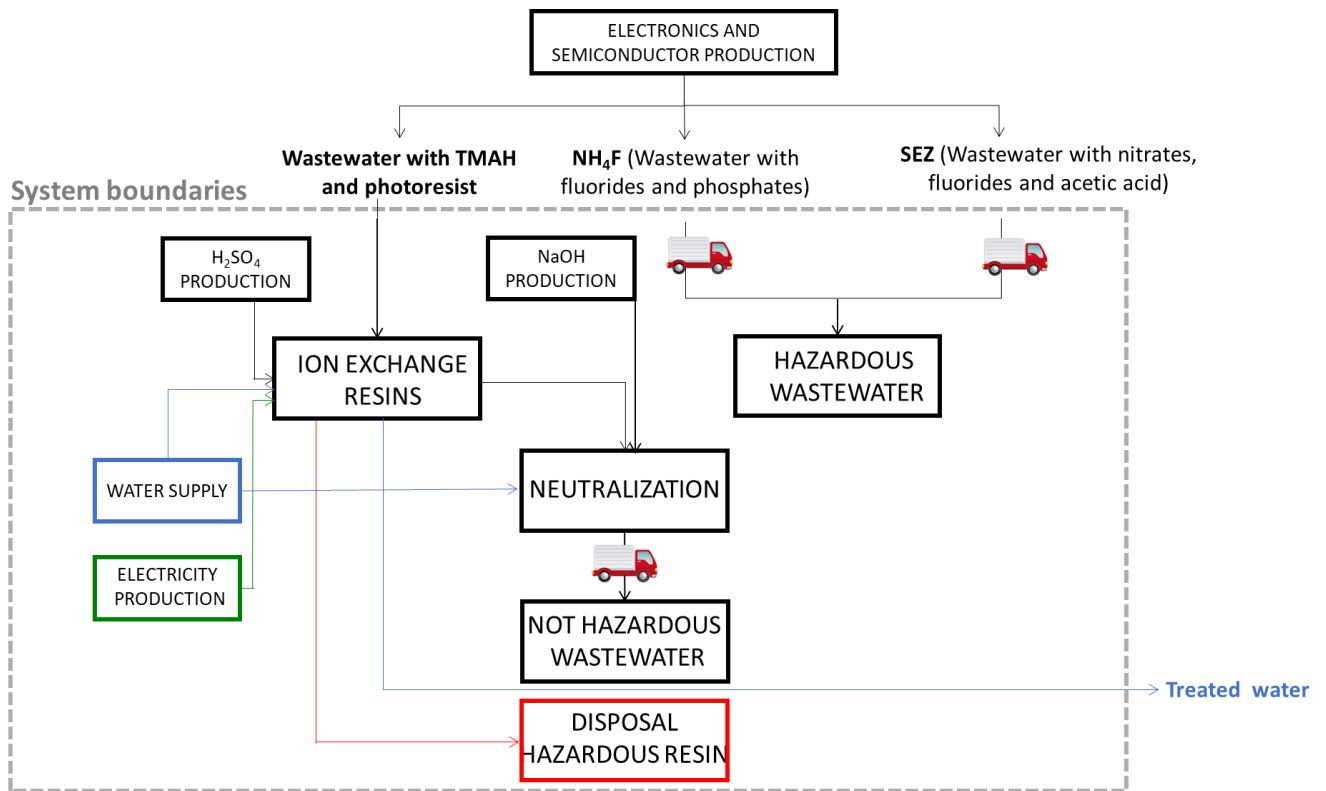 ELECTRONICS AND
SEMICONDUCTOR PRODUCTION
Wastewater with TMAH
and photoresist
NH₄F (Wastewater with
fluorides and phosphates)
SEZ (Wastewater with nitrates,
fluorides and acetic acid)
System boundaries
H₂SO₄
PRODUCTION
NaOH
PRODUCTION
ION EXCHANGE
RESINS
HAZARDOUS
WASTEWATER
WATER SUPPLY
NEUTRALIZATION
ELECTRICITY
PRODUCTION
NOT HAZARDOUS
WASTEWATER
Treated water
DISPOSAL
HAZARDOUS RESIN